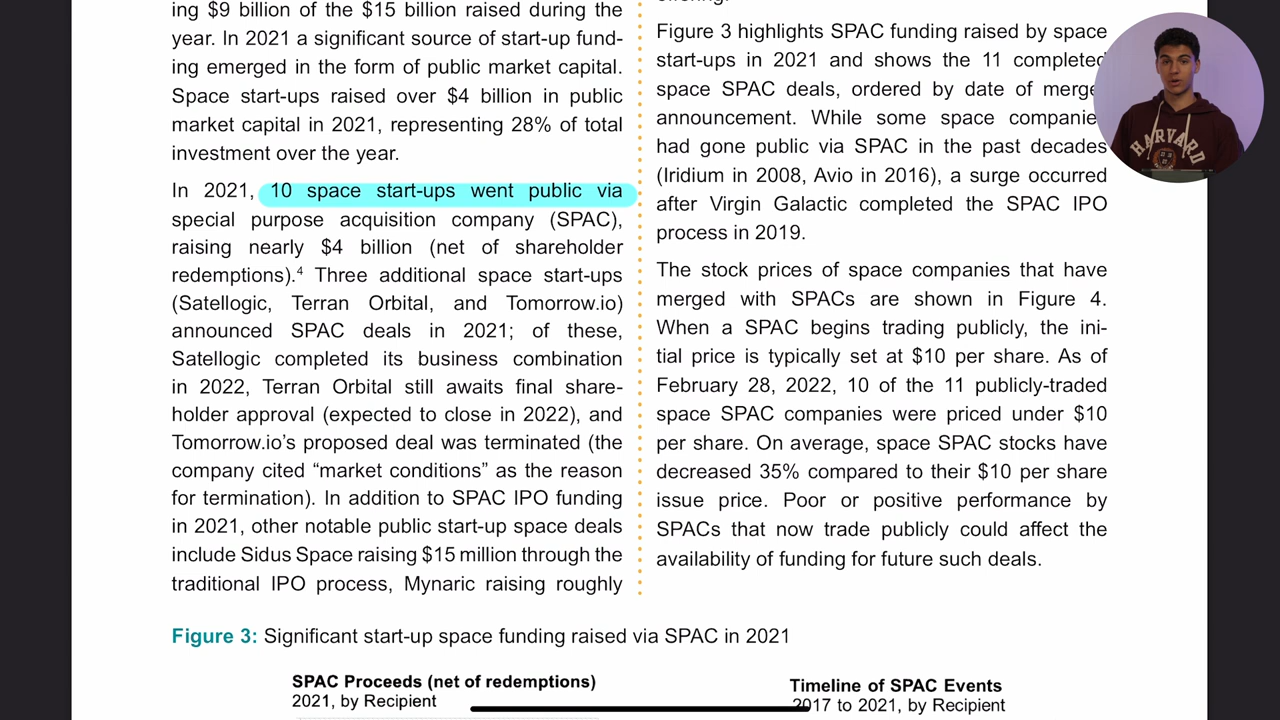 ing $9 billion of the $15 billion raised during the
year. In 2021 a significant source of start-up fund-
ing emerged in the form of public market capital.
Space start-ups raised over $4 billion in public
market capital in 2021, representing 28% of total
investment over the year.
In 2021, 10 space start-ups went public via
special purpose acquisition company (SPAC),
raising nearly $4 billion (net of shareholder
redemptions).⁴ Three additional space start-ups
(Satellogic, Terran Orbital, and Tomorrow.io)
announced SPAC deals in 2021; of these,
Satellogic completed its business combination
in 2022, Terran Orbital still awaits final share-
holder approval (expected to close in 2022), and
Tomorrow.io’s proposed deal was terminated (the
company cited “market conditions” as the reason
for termination). In addition to SPAC IPO funding
in 2021, other notable public start-up space deals
include Sidus Space raising $15 million through the
traditional IPO process, Mynaric raising roughly
offering.
Figure 3 highlights SPAC funding raised by space
start-ups in 2021 and shows the 11 completed
space SPAC deals, ordered by date of merge
announcement. While some space companie
had gone public via SPAC in the past decades
(Iridium in 2008, Avio in 2016), a surge occurred
after Virgin Galactic completed the SPAC IPO
process in 2019.
The stock prices of space companies that have
merged with SPACs are shown in Figure 4.
When a SPAC begins trading publicly, the ini-
tial price is typically set at $10 per share. As of
February 28, 2022, 10 of the 11 publicly-traded
space SPAC companies were priced under $10
per share. On average, space SPAC stocks have
decreased 35% compared to their $10 per share
issue price. Poor or positive performance by
SPACs that now trade publicly could affect the
availability of funding for future such deals.
HARVARD
Figure 3: Significant start-up space funding raised via SPAC in 2021
SPAC Proceeds (net of redemptions)
2021, by Recipient
Timeline of SPAC Events
2017 to 2021, by Recipient